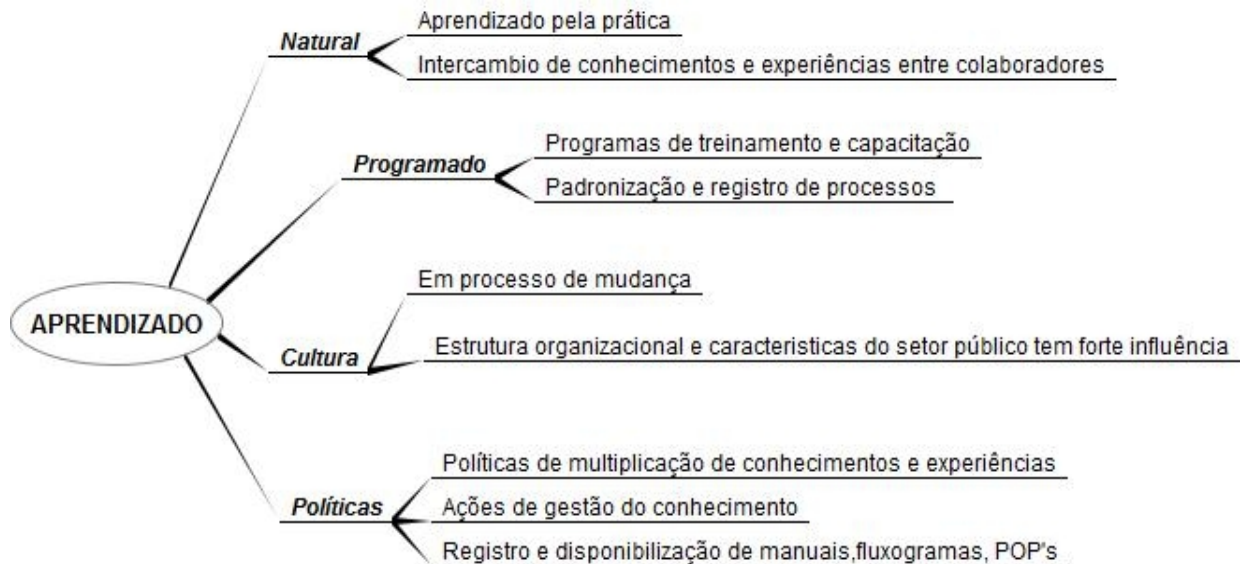 Natural
Aprendizado pela prática
Intercambio de conhecimentos e experiências entre colaboradores
Programado
Programas de treinamento e capacitação
Padronização e registro de processos
APRENDIZADO
Cultura
Em processo de mudança
Estrutura organizacional e caracteristicas do setor público tem forte influência
Políticas
Políticas de multiplicação de conhecimentos e experiências
Ações de gestão do conhecimento
Registro e disponibilização de manuais,fluxogramas, POP's